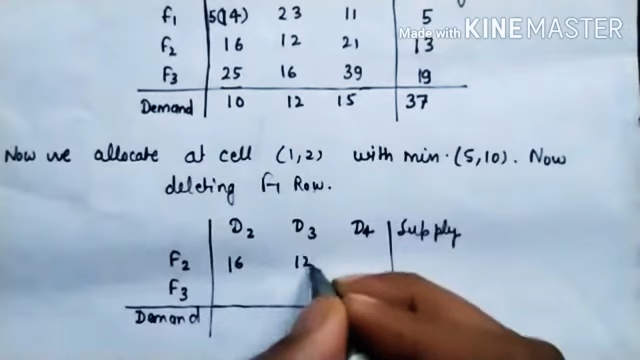 F1 5(14) 23 11 5
Made with KINEMASTER
F2 16 12 21 13
F3 25 16 39 19
Demand 10 12 15 37
Now we allocate at cell (1,2) with min. (5,10). Now
deleting F1 Row.
D2 D3 D4 Supply
F2 16 12
F3
Demand